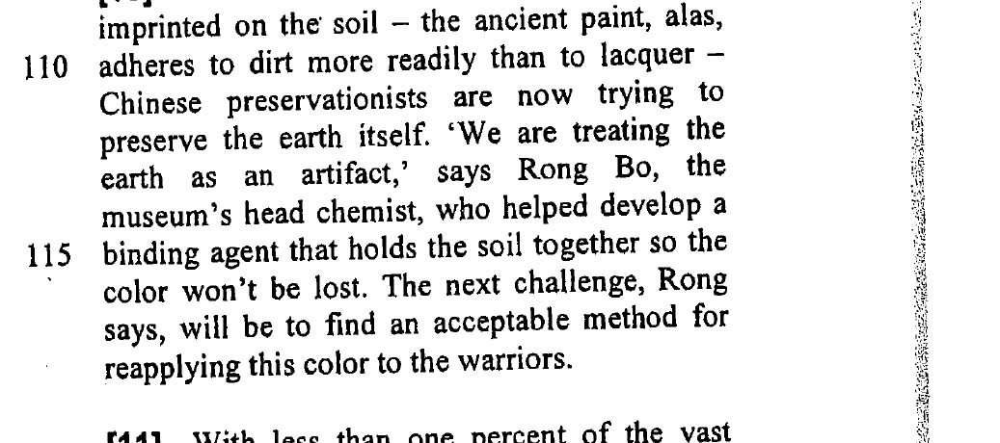 imprinted on the soil – the ancient paint, alas,
110 adheres to dirt more readily than to lacquer –
Chinese preservationists are now trying to
preserve the earth itself. ‘We are treating the
earth as an artifact,’ says Rong Bo, the
museum’s head chemist, who helped develop a
115 binding agent that holds the soil together so the
color won’t be lost. The next challenge, Rong
says, will be to find an acceptable method for
reapplying this color to the warriors.
[11] With less than one percent of the vast